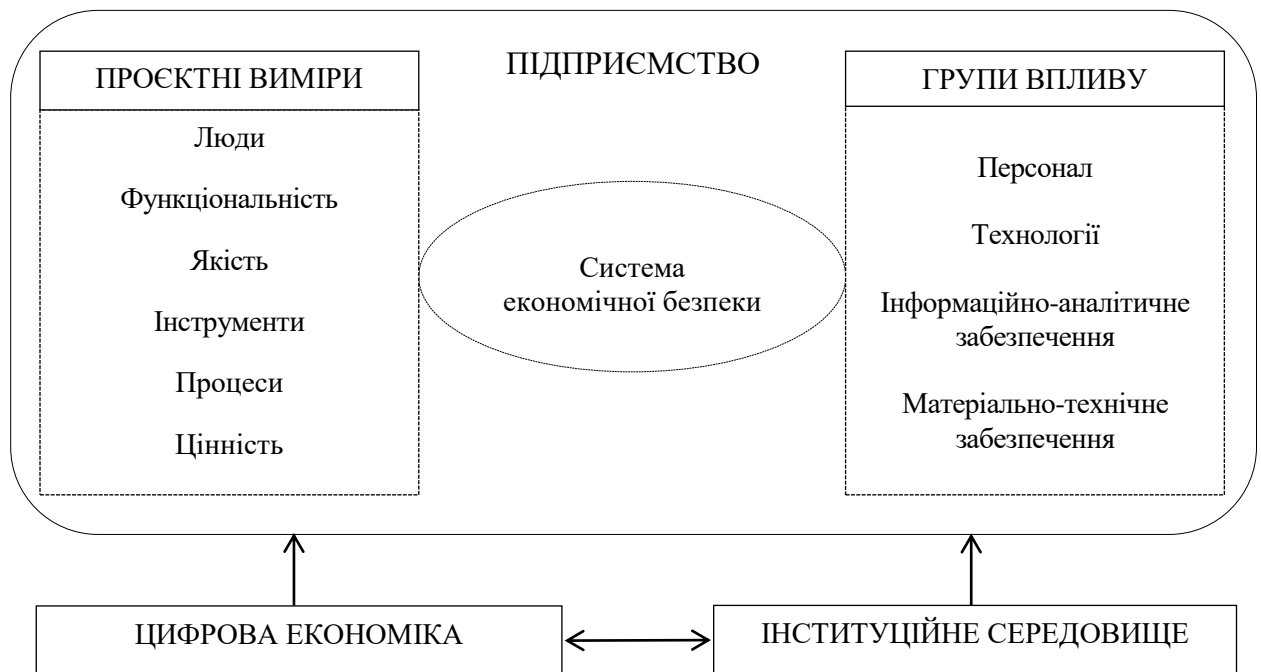 ПІДПРИЄМСТВО
ПРОЄКТНІ ВИМІРИ
Люди
Функціональність
Якість
Інструменти
Процеси
Цінність
Система
економічної безпеки
ГРУПИ ВПЛИВУ
Персонал
Технології
Інформаційно-аналітичне
забезпечення
Матеріально-технічне
забезпечення
ЦИФРОВА ЕКОНОМІКА
ІНСТИТУЦІЙНЕ СЕРЕДОВИЩЕ